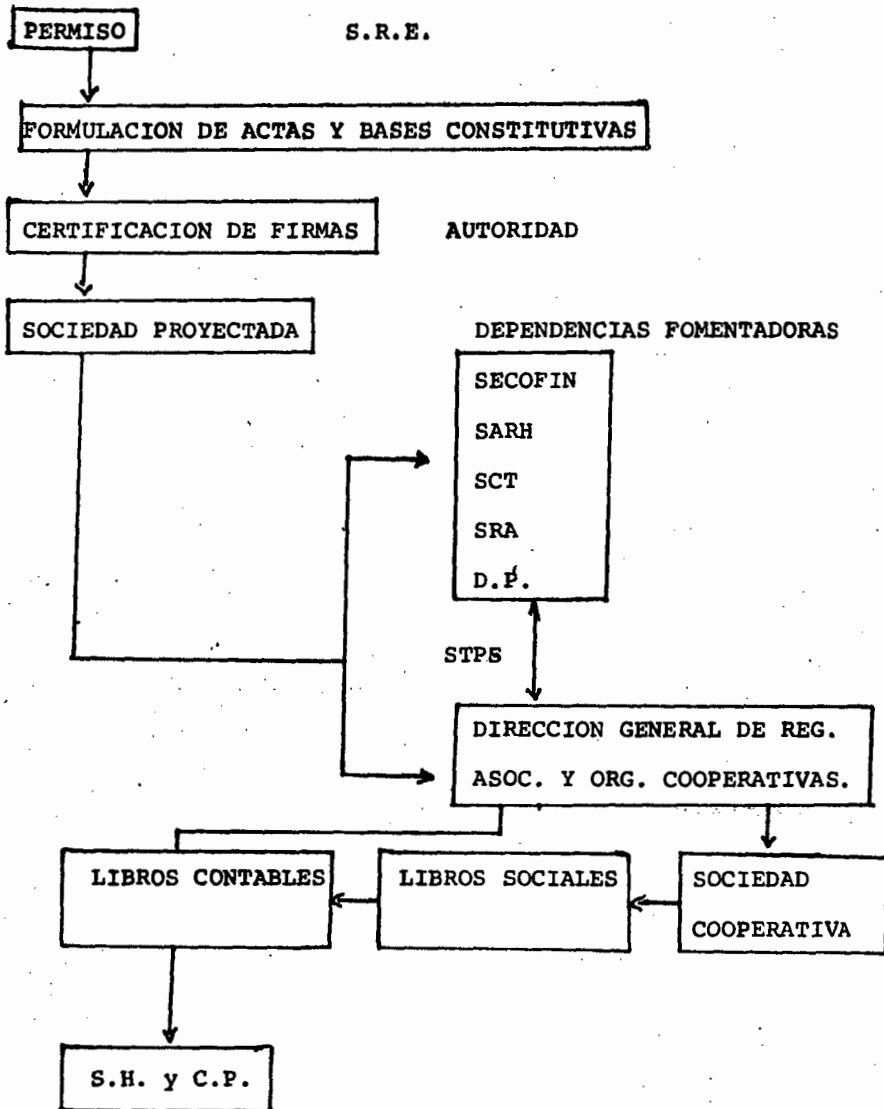 PERMISO S.R.E.
FORMULACION DE ACTAS Y BASES CONSTITUTIVAS
CERTIFICACION DE FIRMAS AUTORIDAD
SOCIEDAD PROYECTADA DEPENDENCIAS FOMENTADORAS
SECOFIN
SARH
SCT
SRA
D.P.
STPS
DIRECCION GENERAL DE REG.
ASOC. Y ORG. COOPERATIVAS.
LIBROS CONTABLES LIBROS SOCIALES SOCIEDAD
COOPERATIVA
S.H. y C.P.